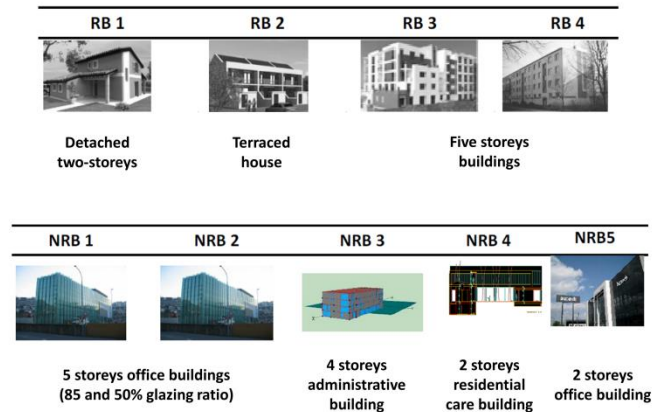 RB 1 RB 2 RB 3 RB 4
Detached two-storeys
Terraced house
Five storeys buildings
NRB 1 NRB 2 NRB 3 NRB 4 NRB5
5 storeys office buildings
(85 and 50% glazing ratio)
4 storeys
administrative
building
2 storeys
residential
care building
2 storeys
office building